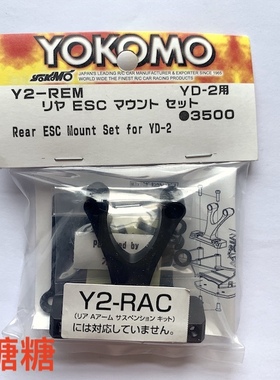 YOKOMO
YOKOMO
JAPAN'S LEADING R/C CAR MANUFACTURER & EXPORTER SINCE 1965
WORLD WIDE FINEST R/C CAR RACING PRODUCTS
Y2-REM YD-2用
リヤ ESC マウント セット
●3500
Rear ESC Mount Set for YD-2
by
Y2-RAC
(リア Aアーム サスペンション キット)
には対応していません。
糖糖